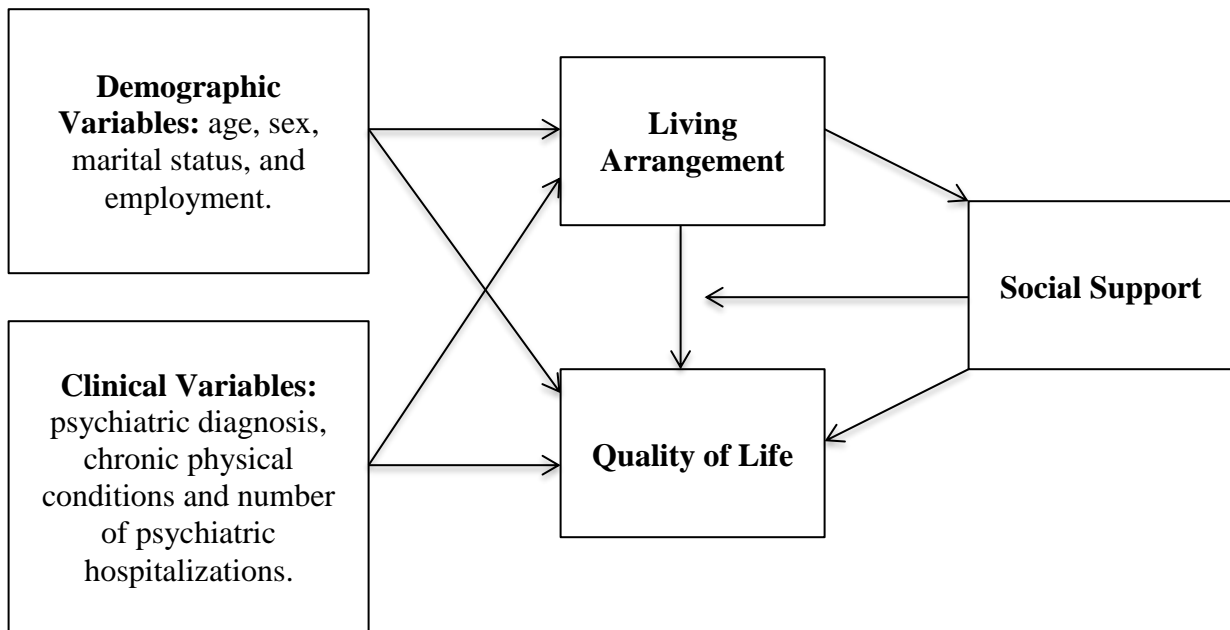 Demographic
Variables: age, sex,
marital status, and
employment.
Living
Arrangement
Social Support
Clinical Variables:
psychiatric diagnosis,
chronic physical
conditions and number
of psychiatric
hospitalizations.
Quality of Life